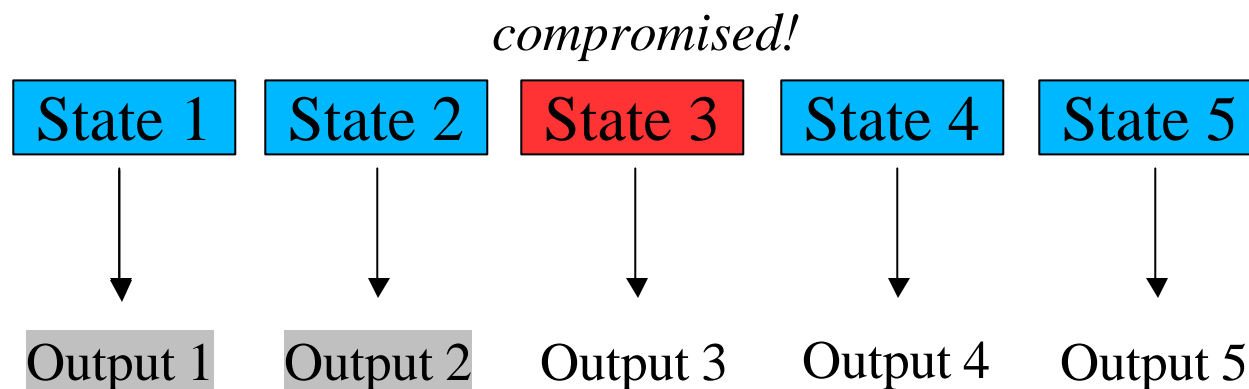 compromised!
State 1 State 2 State 3 State 4 State 5
Output 1 Output 2 Output 3 Output 4 Output 5